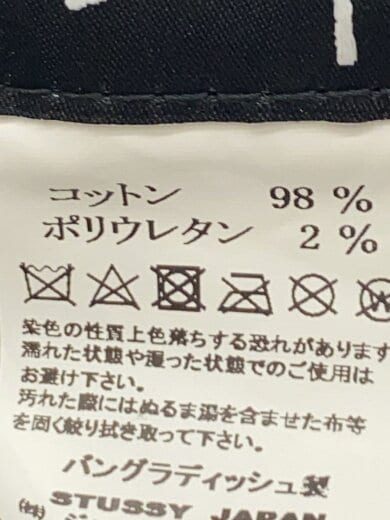 コットン 98 %
ポリウレタン 2 %
W
染色の性質上色落ちする恐れがあります
濡れた状態や湿った状態でのご使用は
お避け下さい。
汚れた際にはぬるま湯を含ませた布等
を固く絞り拭き取って下さい。
バングラディッシュ製
STUSSY JAPAN
(株)